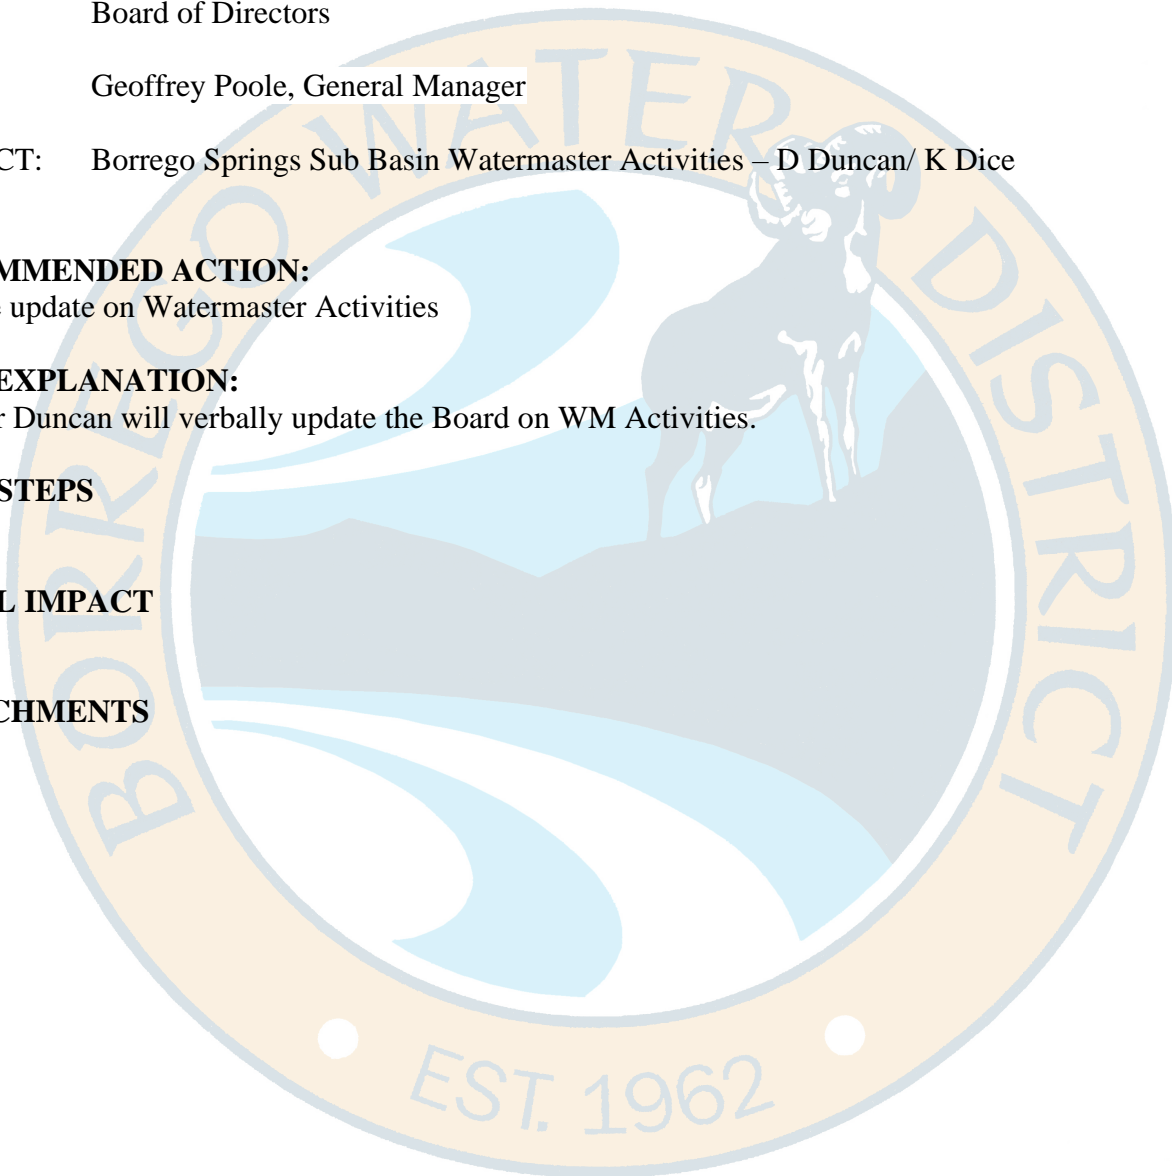 Board of Directors
Geoffrey Poole, General Manager
CT: Borrego Springs Sub Basin Watermaster Activities – D Duncan/ K Dice
MMENDED ACTION:
e update on Watermaster Activities
EXPLANATION:
r Duncan will verbally update the Board on WM Activities.
STEPS
L IMPACT
CHMENTS
BORREGO WATER DISTRICT
EST. 1962